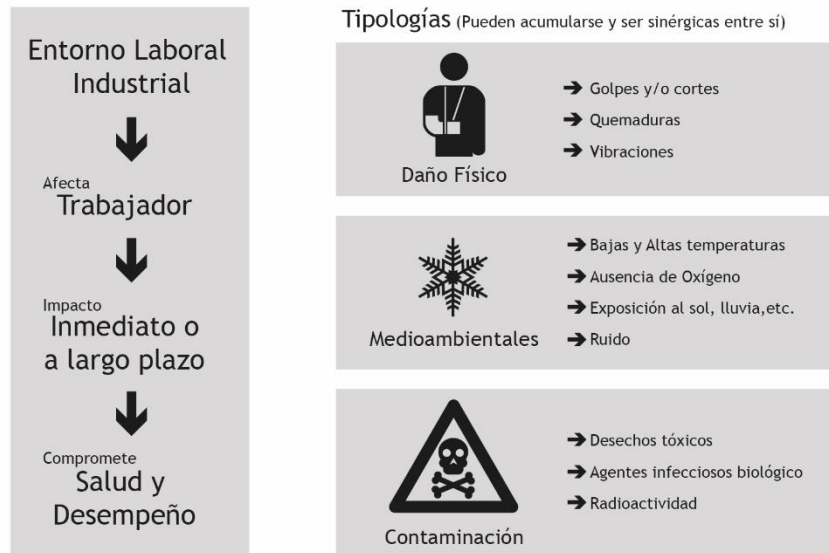 Entorno Laboral
Industrial
Afecta
Trabajador
Impacto
Inmediato o
a largo plazo
Compromete
Salud y
Desempeño
Tipologías (Pueden acumularse y ser sinérgicas entre sí)
Daño Físico
➔ Golpes y/o cortes
➔ Quemaduras
➔ Vibraciones
Medioambientales
➔ Bajas y Altas temperaturas
➔ Ausencia de Oxígeno
➔ Exposición al sol, lluvia,etc.
➔ Ruido
Contaminación
➔ Desechos tóxicos
➔ Agentes infecciosos biológico
➔ Radioactividad